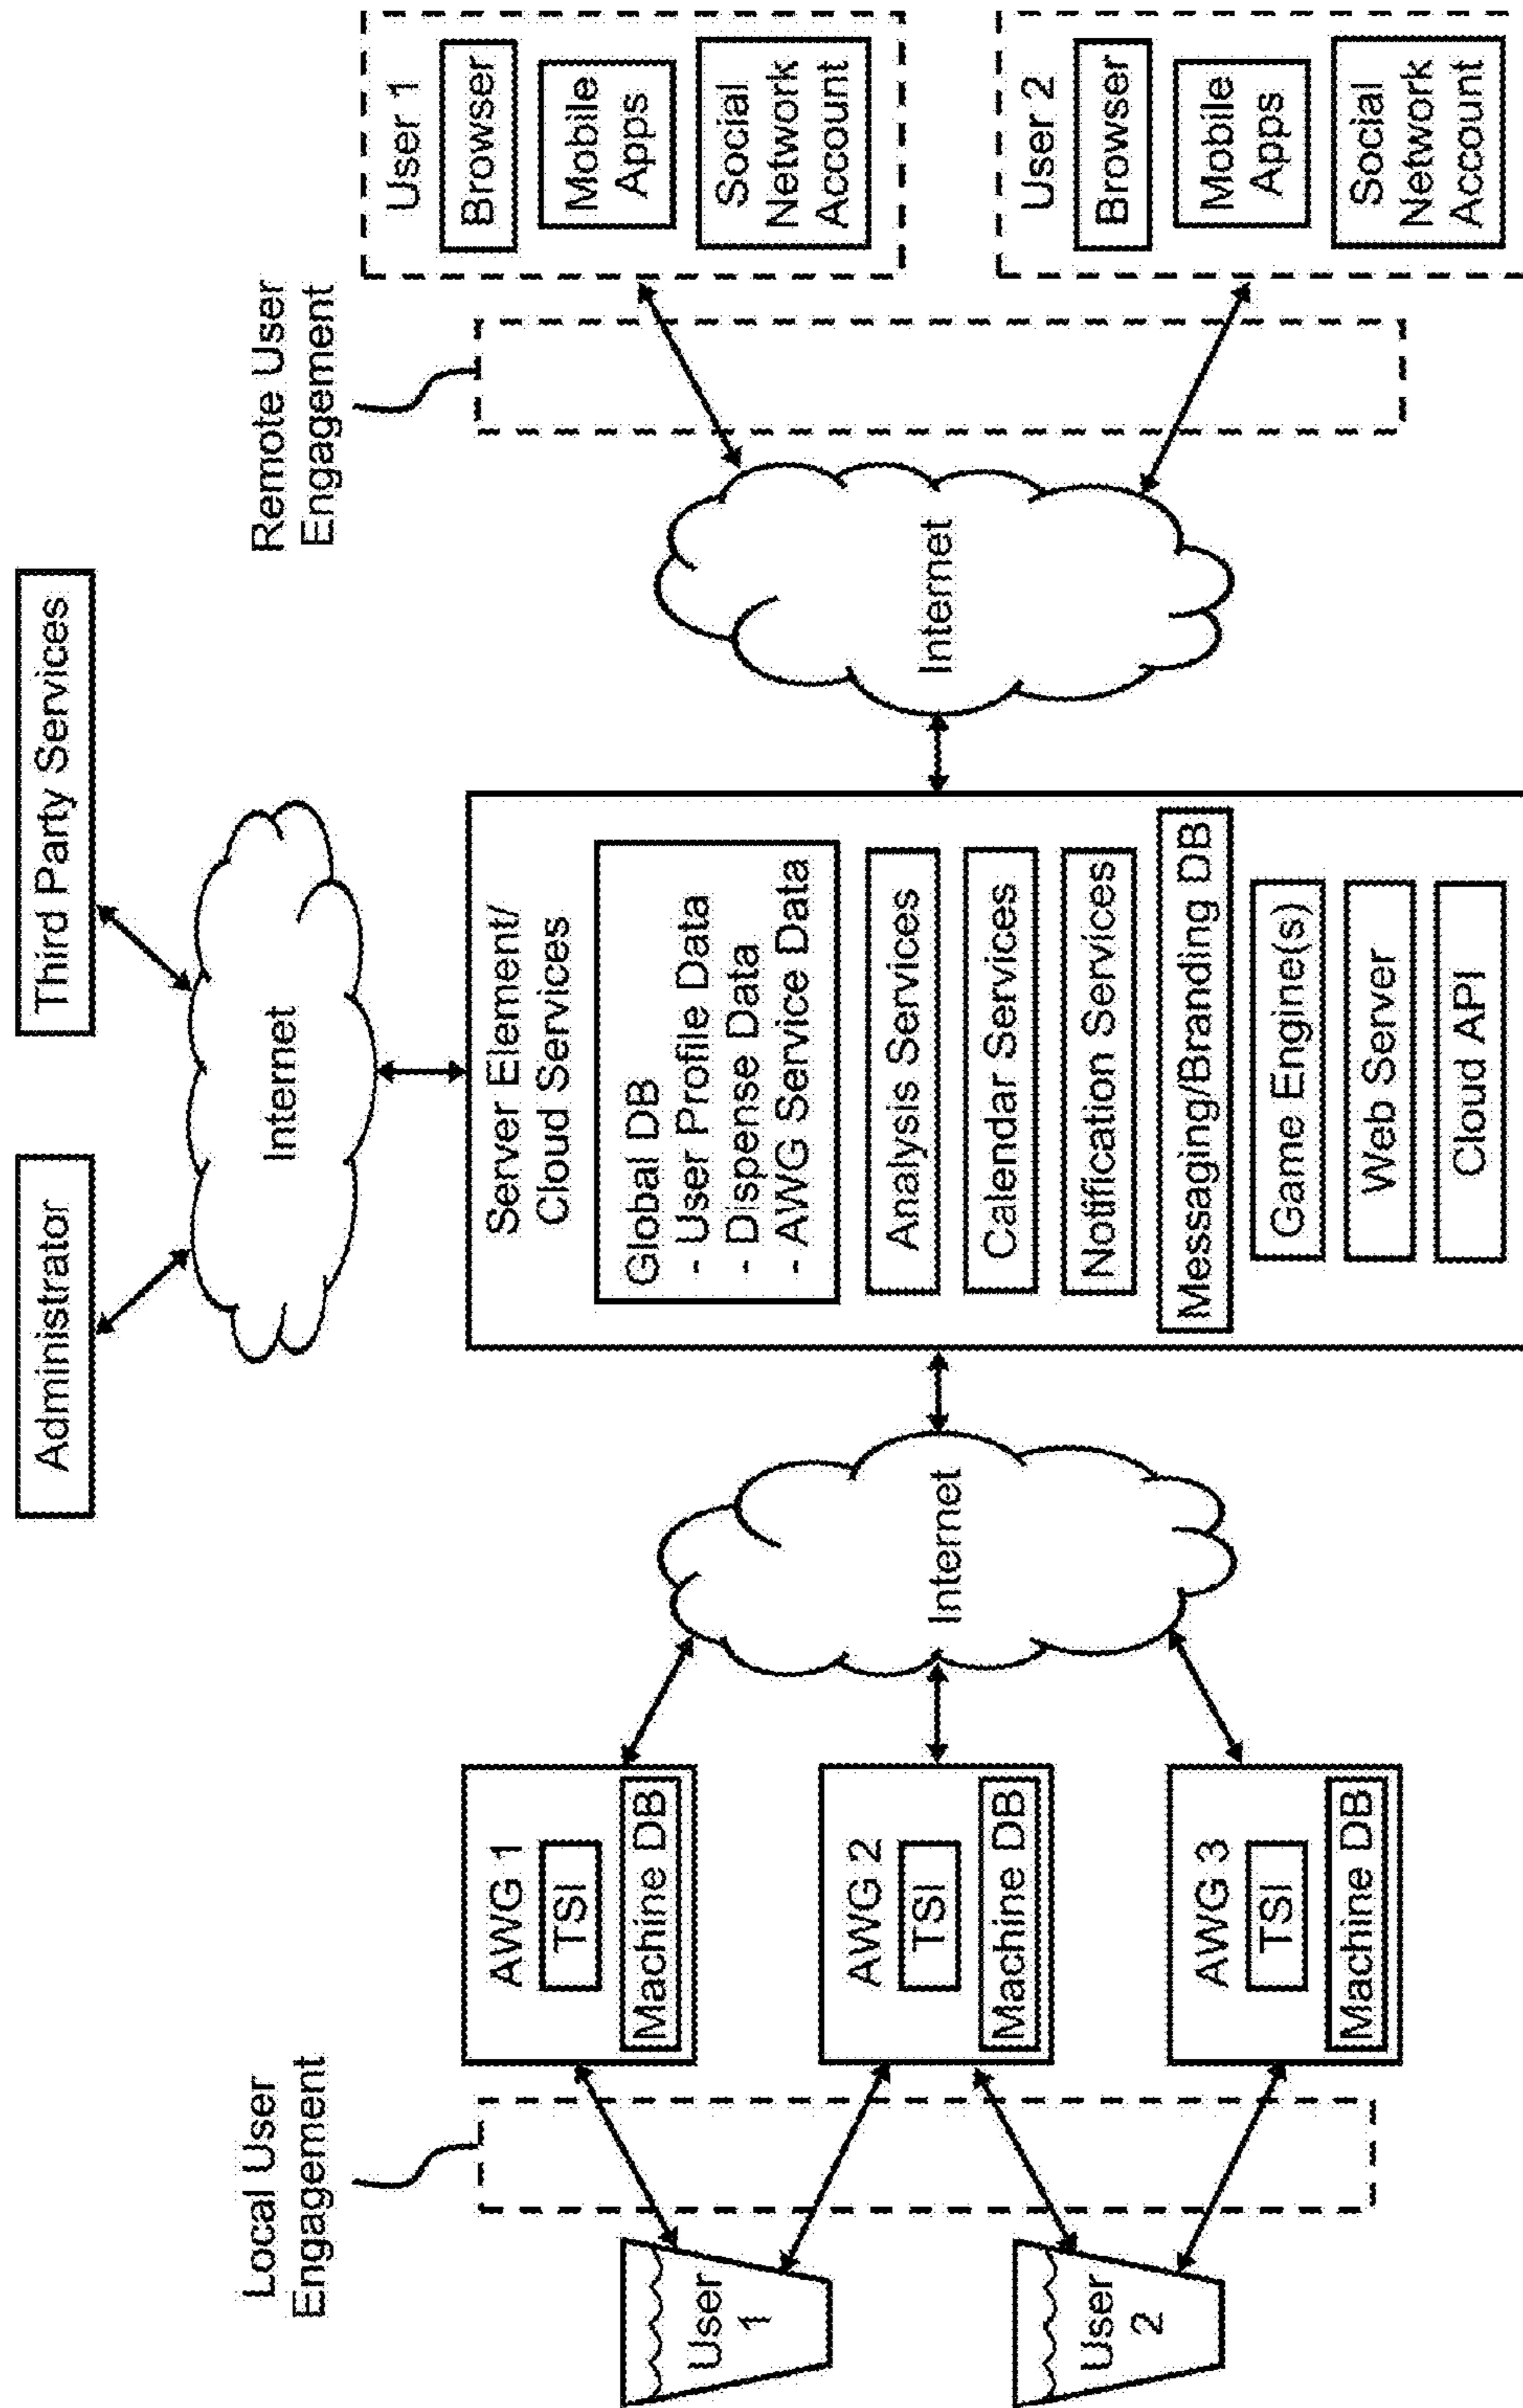 Administrator
Third Party Services
Internet
Local User
Engagement
Remote User
Engagement
User
1
User
2
AWG 1
TSI
Machine DB
AWG 2
TSI
Machine DB
AWG 3
TSI
Machine DB
Internet
Server Element/
Cloud Services
Global DB
- User Profile Data
- Dispense Data
- AWG Service Data
Analysis Services
Calendar Services
Notification Services
Messaging/Branding DB
Game Engine(s)
Web Server
Cloud API
Internet
User 1
Browser
Mobile
Apps
Social
Network
Account
User 2
Browser
Mobile
Apps
Social
Network
Account